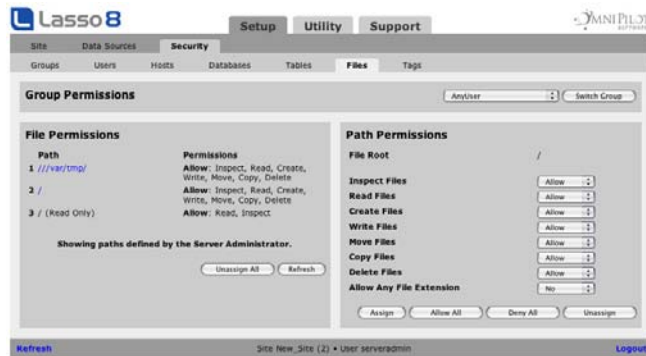 Lasso 8
Setup Utility Support
OMNIPILOT
SOFTWARE
Site Data Sources Security
Groups Users Hosts Databases Tables Files Tags
Group Permissions
AnyUser Switch Group
File Permissions
Path Permissions
1 ///var/tmp/ Allow: Inspect, Read, Create,
Write, Move, Copy, Delete
2 / Allow: Inspect, Read, Create,
Write, Move, Copy, Delete
3 / (Read Only) Allow: Read, Inspect
Showing paths defined by the Server Administrator.
Unassign All Refresh
Path Permissions
File Root /
Inspect Files Allow
Read Files Allow
Create Files Allow
Write Files Allow
Move Files Allow
Copy Files Allow
Delete Files Allow
Allow Any File Extension No
Assign Allow All Deny All Unassign
Refresh Site New_Site (2) • User serveradmin Logout